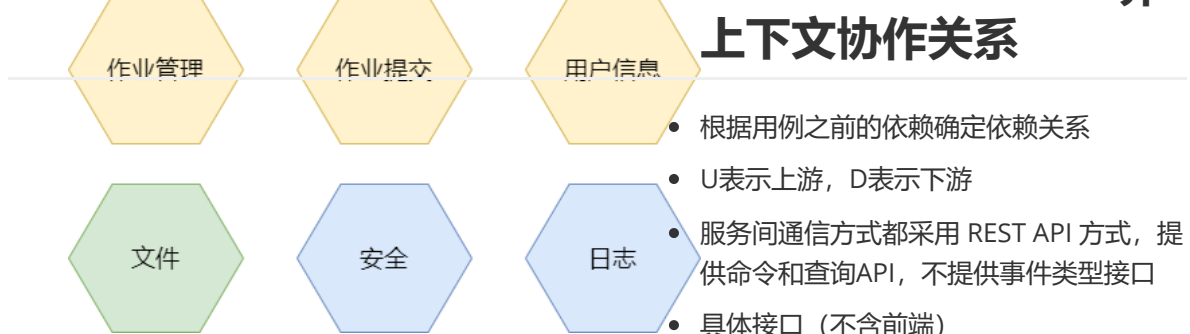 作业管理
作业提交
用户信息
文件
安全
日志
上下文协作关系
根据用例之前的依赖确定依赖关系
U表示上游，D表示下游
服务间通信方式都采用 REST API 方式，提
供命令和查询API，不提供事件类型接口
具体接口（不含前端）